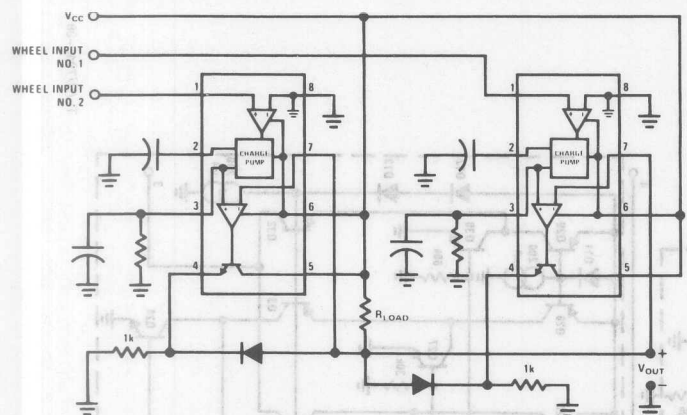 VCC
WHEEL INPUT
NO. 1
WHEEL INPUT
NO. 2
1
8
2
CHARGE
PUMP
7
3
6
4
5
1
8
2
CHARGE
PUMP
7
3
6
4
5
RLOAD
1k
1k
+
VOUT
−